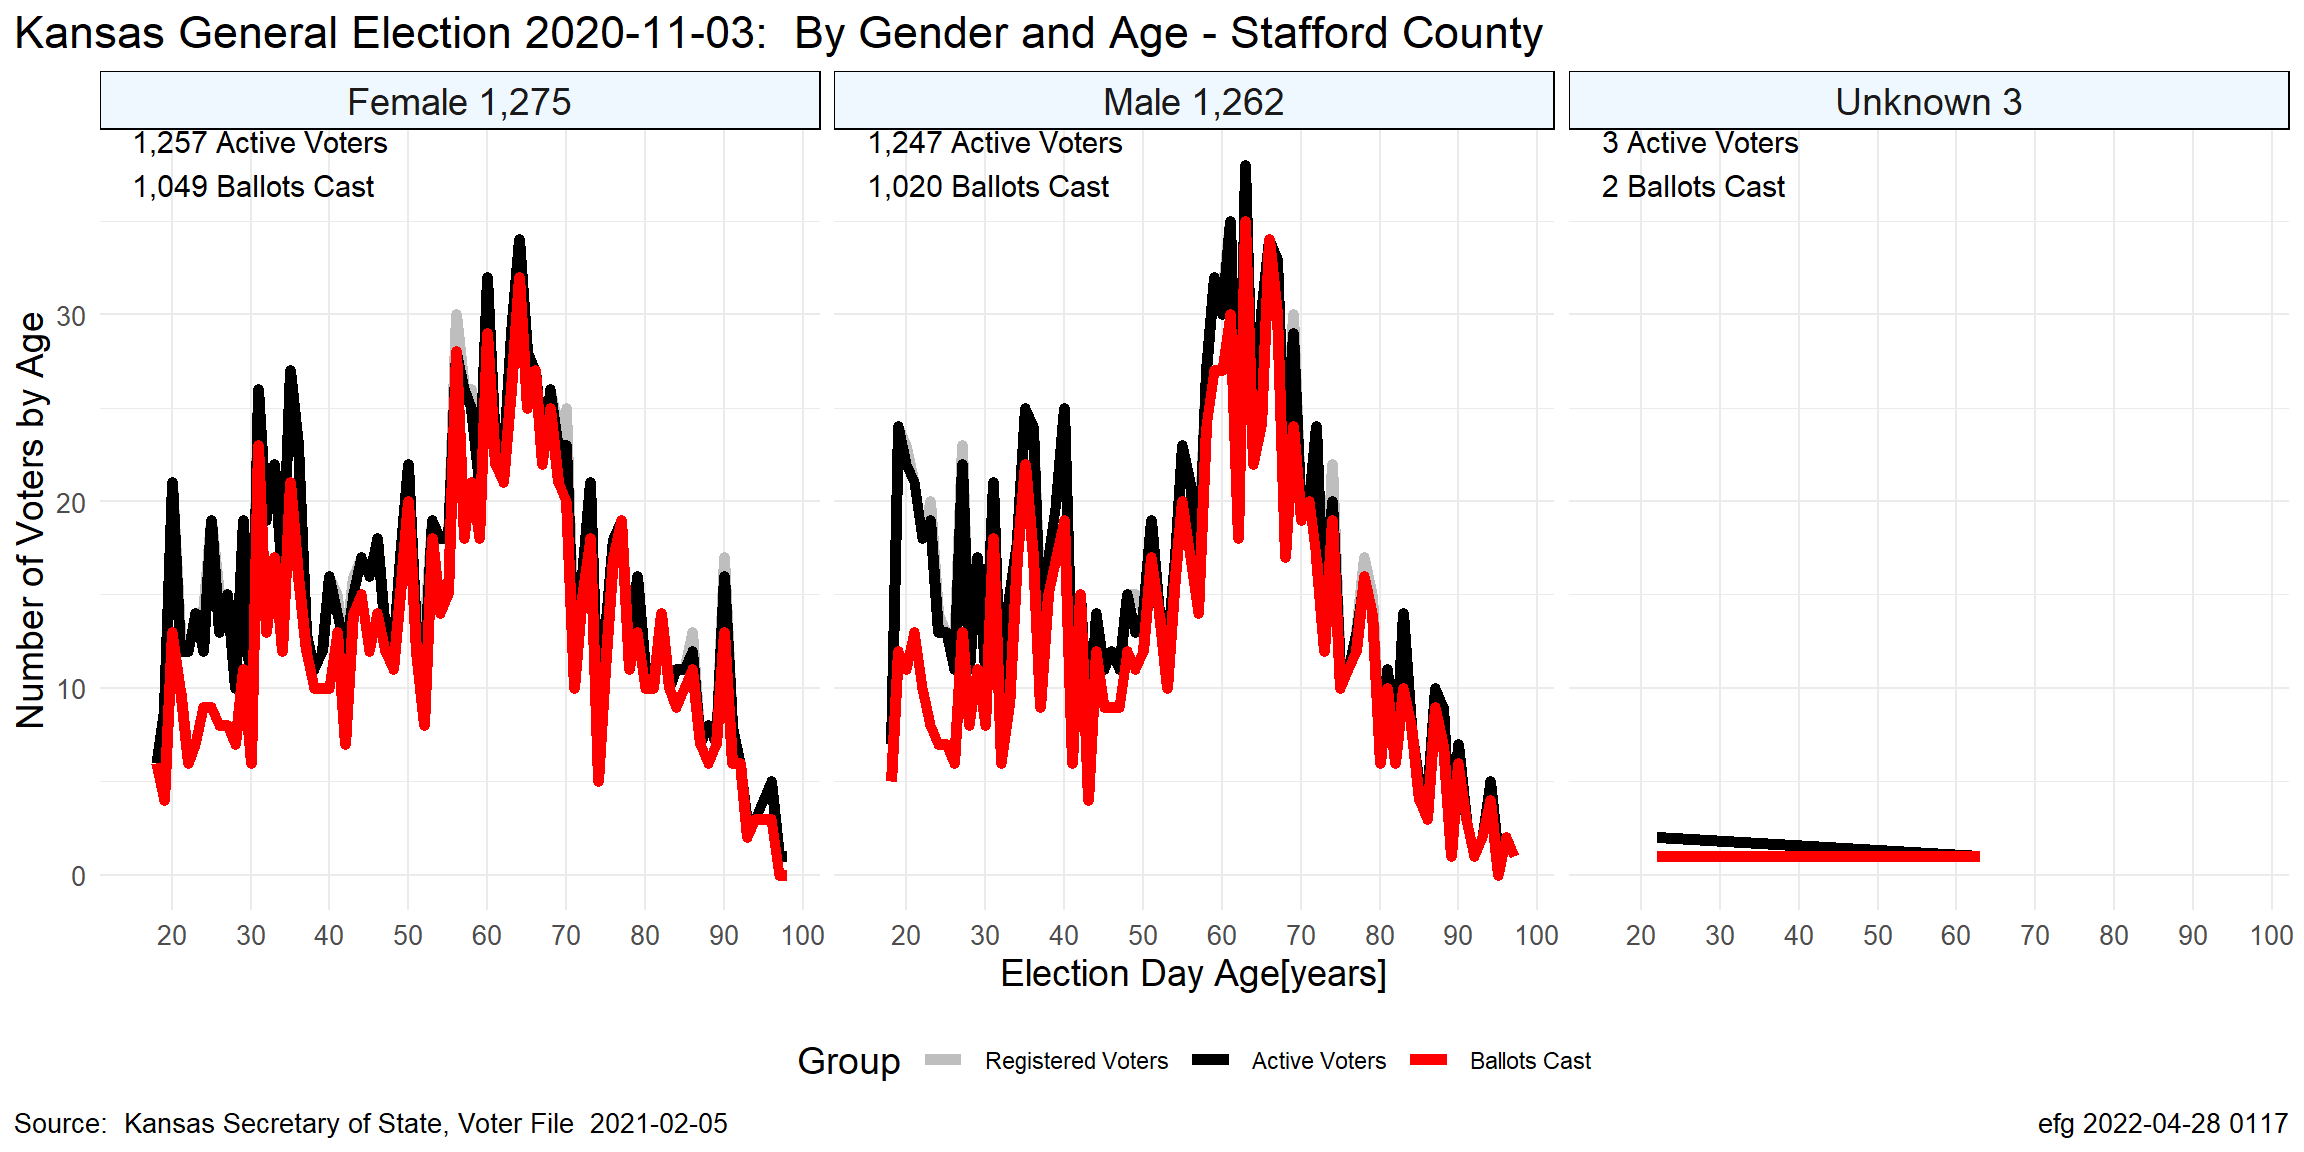 Kansas General Election 2020-11-03:  By Gender and Age - Stafford County
Female 1,275
Male 1,262
Unknown 3
1,257 Active Voters
1,049 Ballots Cast
1,247 Active Voters
1,020 Ballots Cast
3 Active Voters
2 Ballots Cast
Number of Voters by Age
30
20
10
0
20 30 40 50 60 70 80 90 100
20 30 40 50 60 70 80 90 100
20 30 40 50 60 70 80 90 100
Election Day Age[years]
Group Registered Voters Active Voters Ballots Cast
Source:  Kansas Secretary of State, Voter File  2021-02-05
efg 2022-04-28 0117